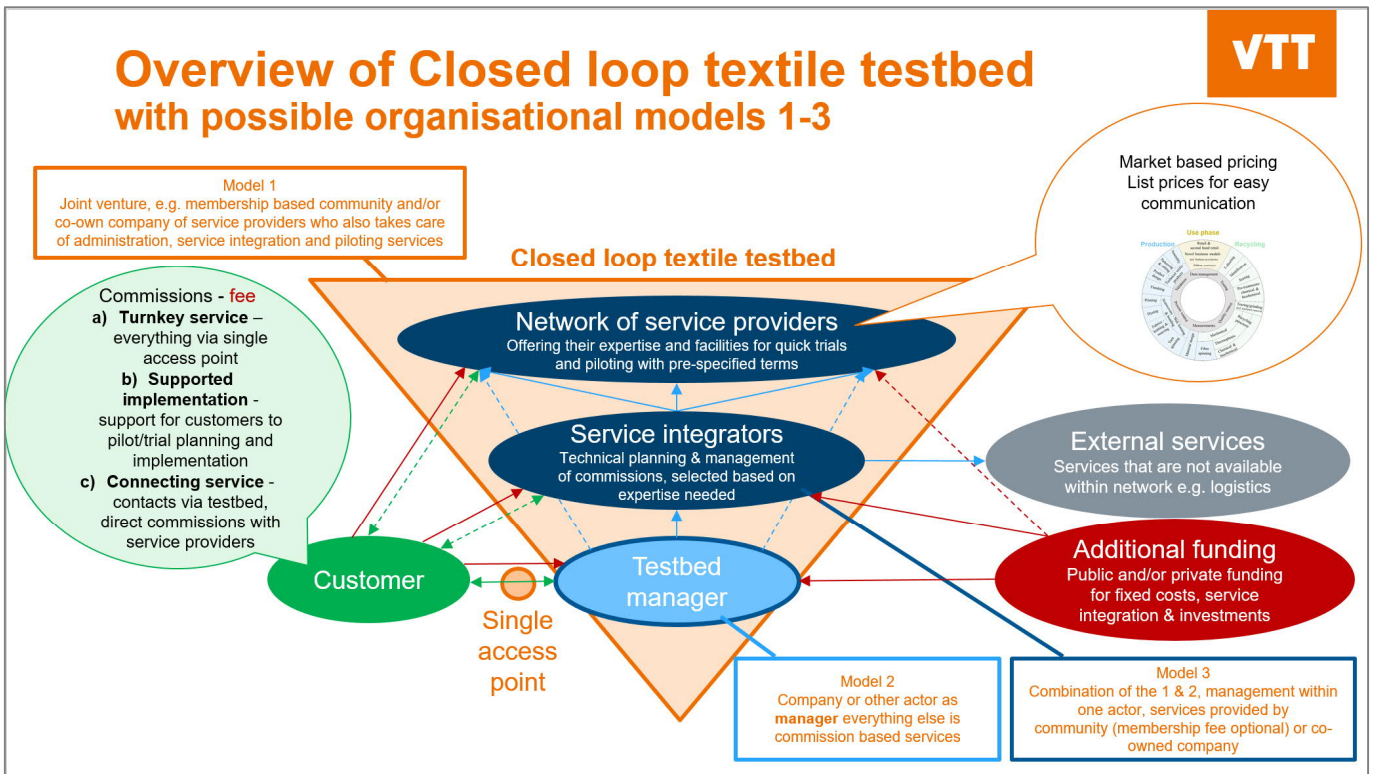 Overview of Closed loop textile testbed
with possible organisational models 1-3
VTT
Model 1
Joint venture, e.g. membership based community and/or
co-own company of service providers who also takes care
of administration, service integration and piloting services
Market based pricing
List prices for easy
communication
Use phase
Production
Recycling
Commissions - fee
a) Turnkey service –
everything via single
access point
b) Supported
implementation -
support for customers to
pilot/trial planning and
implementation
c) Connecting service -
contacts via testbed,
direct commissions with
service providers
Closed loop textile testbed
Network of service providers
Offering their expertise and facilities for quick trials
and piloting with pre-specified terms
Service integrators
Technical planning & management
of commissions, selected based on
expertise needed
External services
Services that are not available
within network e.g. logistics
Customer
Single
access
point
Testbed
manager
Additional funding
Public and/or private funding
for fixed costs, service
integration & investments
Model 2
Company or other actor as
manager everything else is
commission based services
Model 3
Combination of the 1 & 2, management within
one actor, services provided by
community (membership fee optional) or co-
owned company